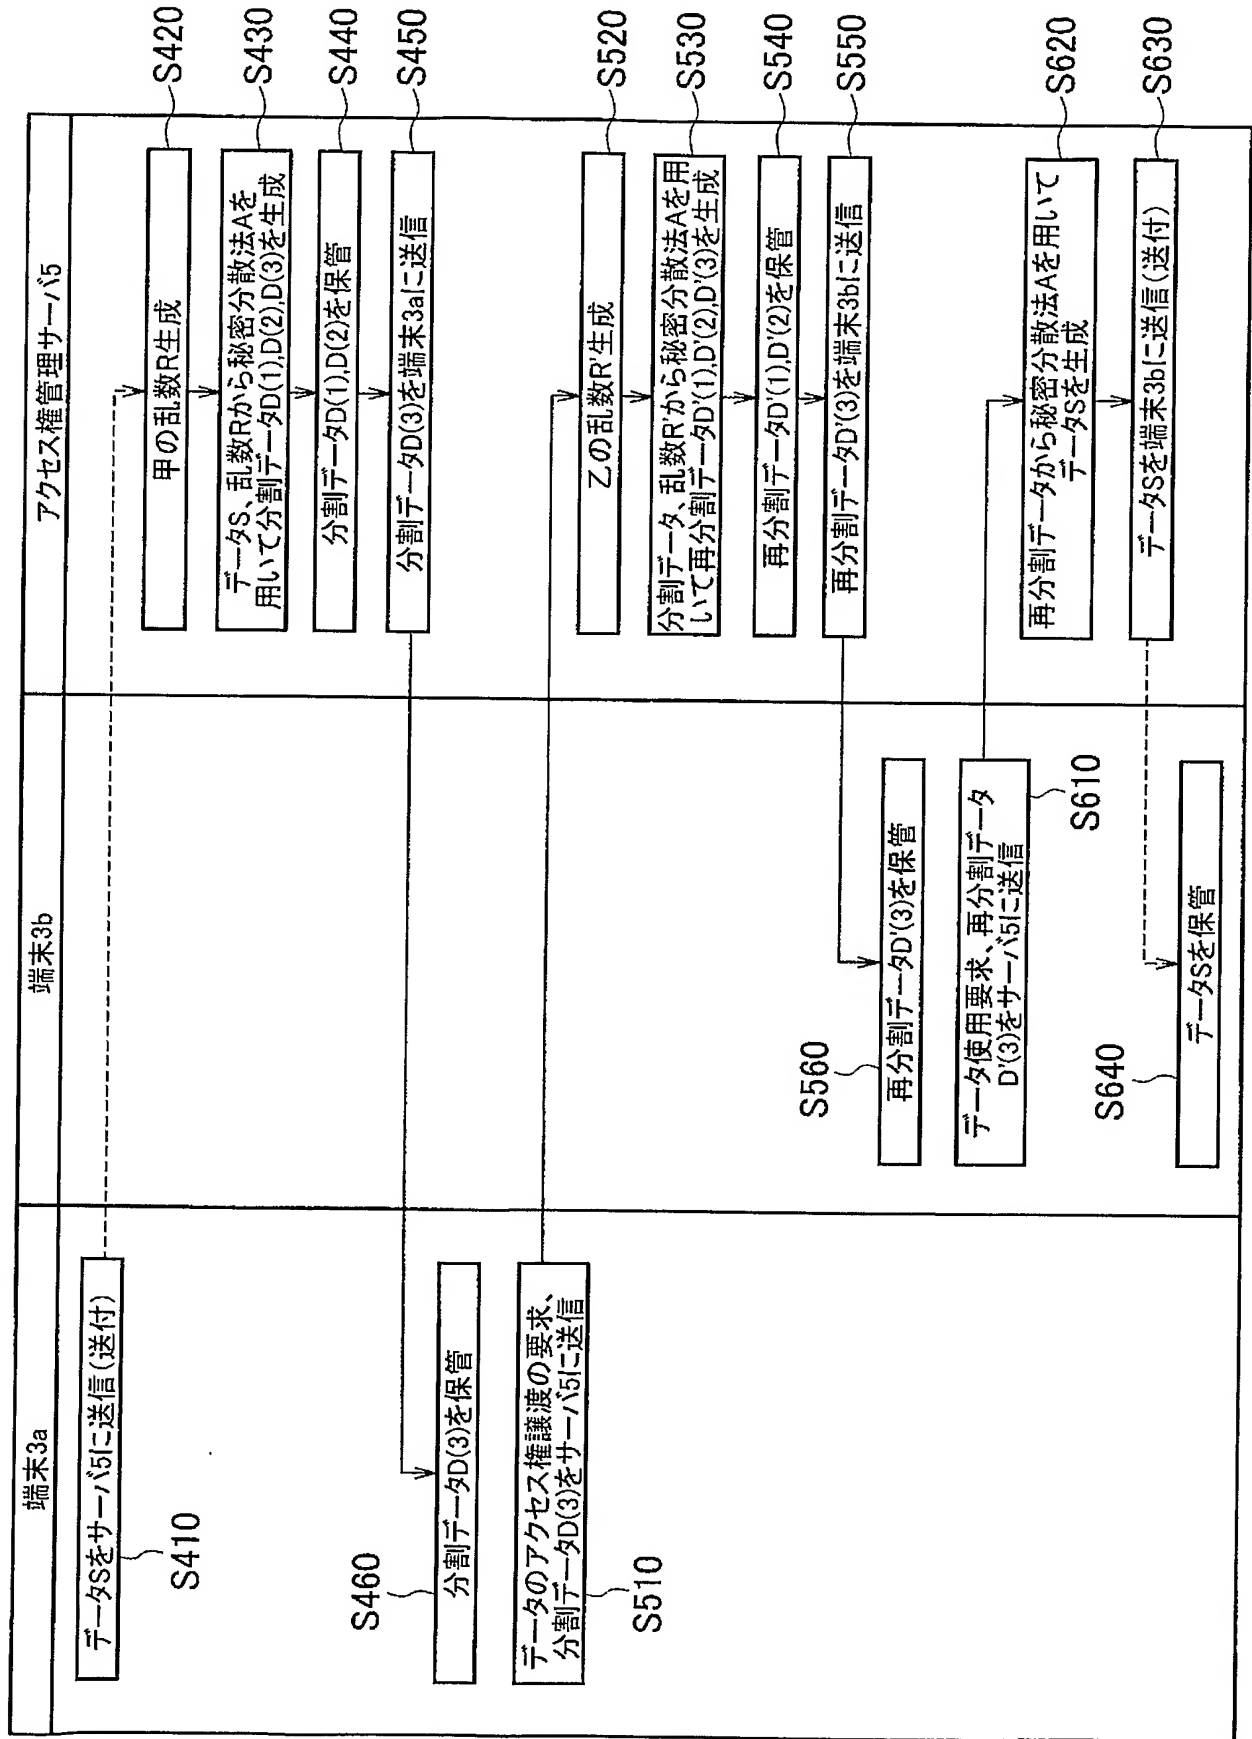 端末3a
端末3b
アクセス権管理サーバ5
データSをサーバ5に送信(送付)
S410
甲の乱数R生成
S420
データS、乱数Rから秘密分散法Aを
用いて分割データD(1),D(2),D(3)を生成
S430
分割データD(1),D(2)を保管
S440
分割データD(3)を端末3aに送信
S450
S460
分割データD(3)を保管
データのアクセス権譲渡の要求、
分割データD(3)をサーバ5に送信
S510
乙の乱数R'生成
S520
分割データ、乱数R'から秘密分散法Aを用
いて再分割データD'(1),D'(2),D'(3)を生成
S530
再分割データD'(1),D'(2)を保管
S540
再分割データD'(3)を端末3bに送信
S550
S560
再分割データD'(3)を保管
データ使用要求、再分割データ
D'(3)をサーバ5に送信
S610
再分割データから秘密分散法Aを用いて
データSを生成
S620
データSを端末3bに送信(送付)
S630
S640
データSを保管